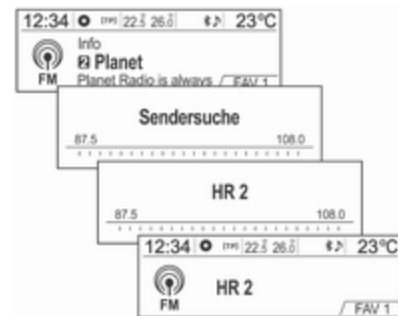 12:34 [TP] 22.5 26.0 23°C
Info
2 Planet
FM Planet Radio is always FAV 1
Sendersuche
87.5 108.0
HR 2
87.5 108.0
12:34 [TP] 22.5 26.0 23°C
HR 2
FM FAV 1